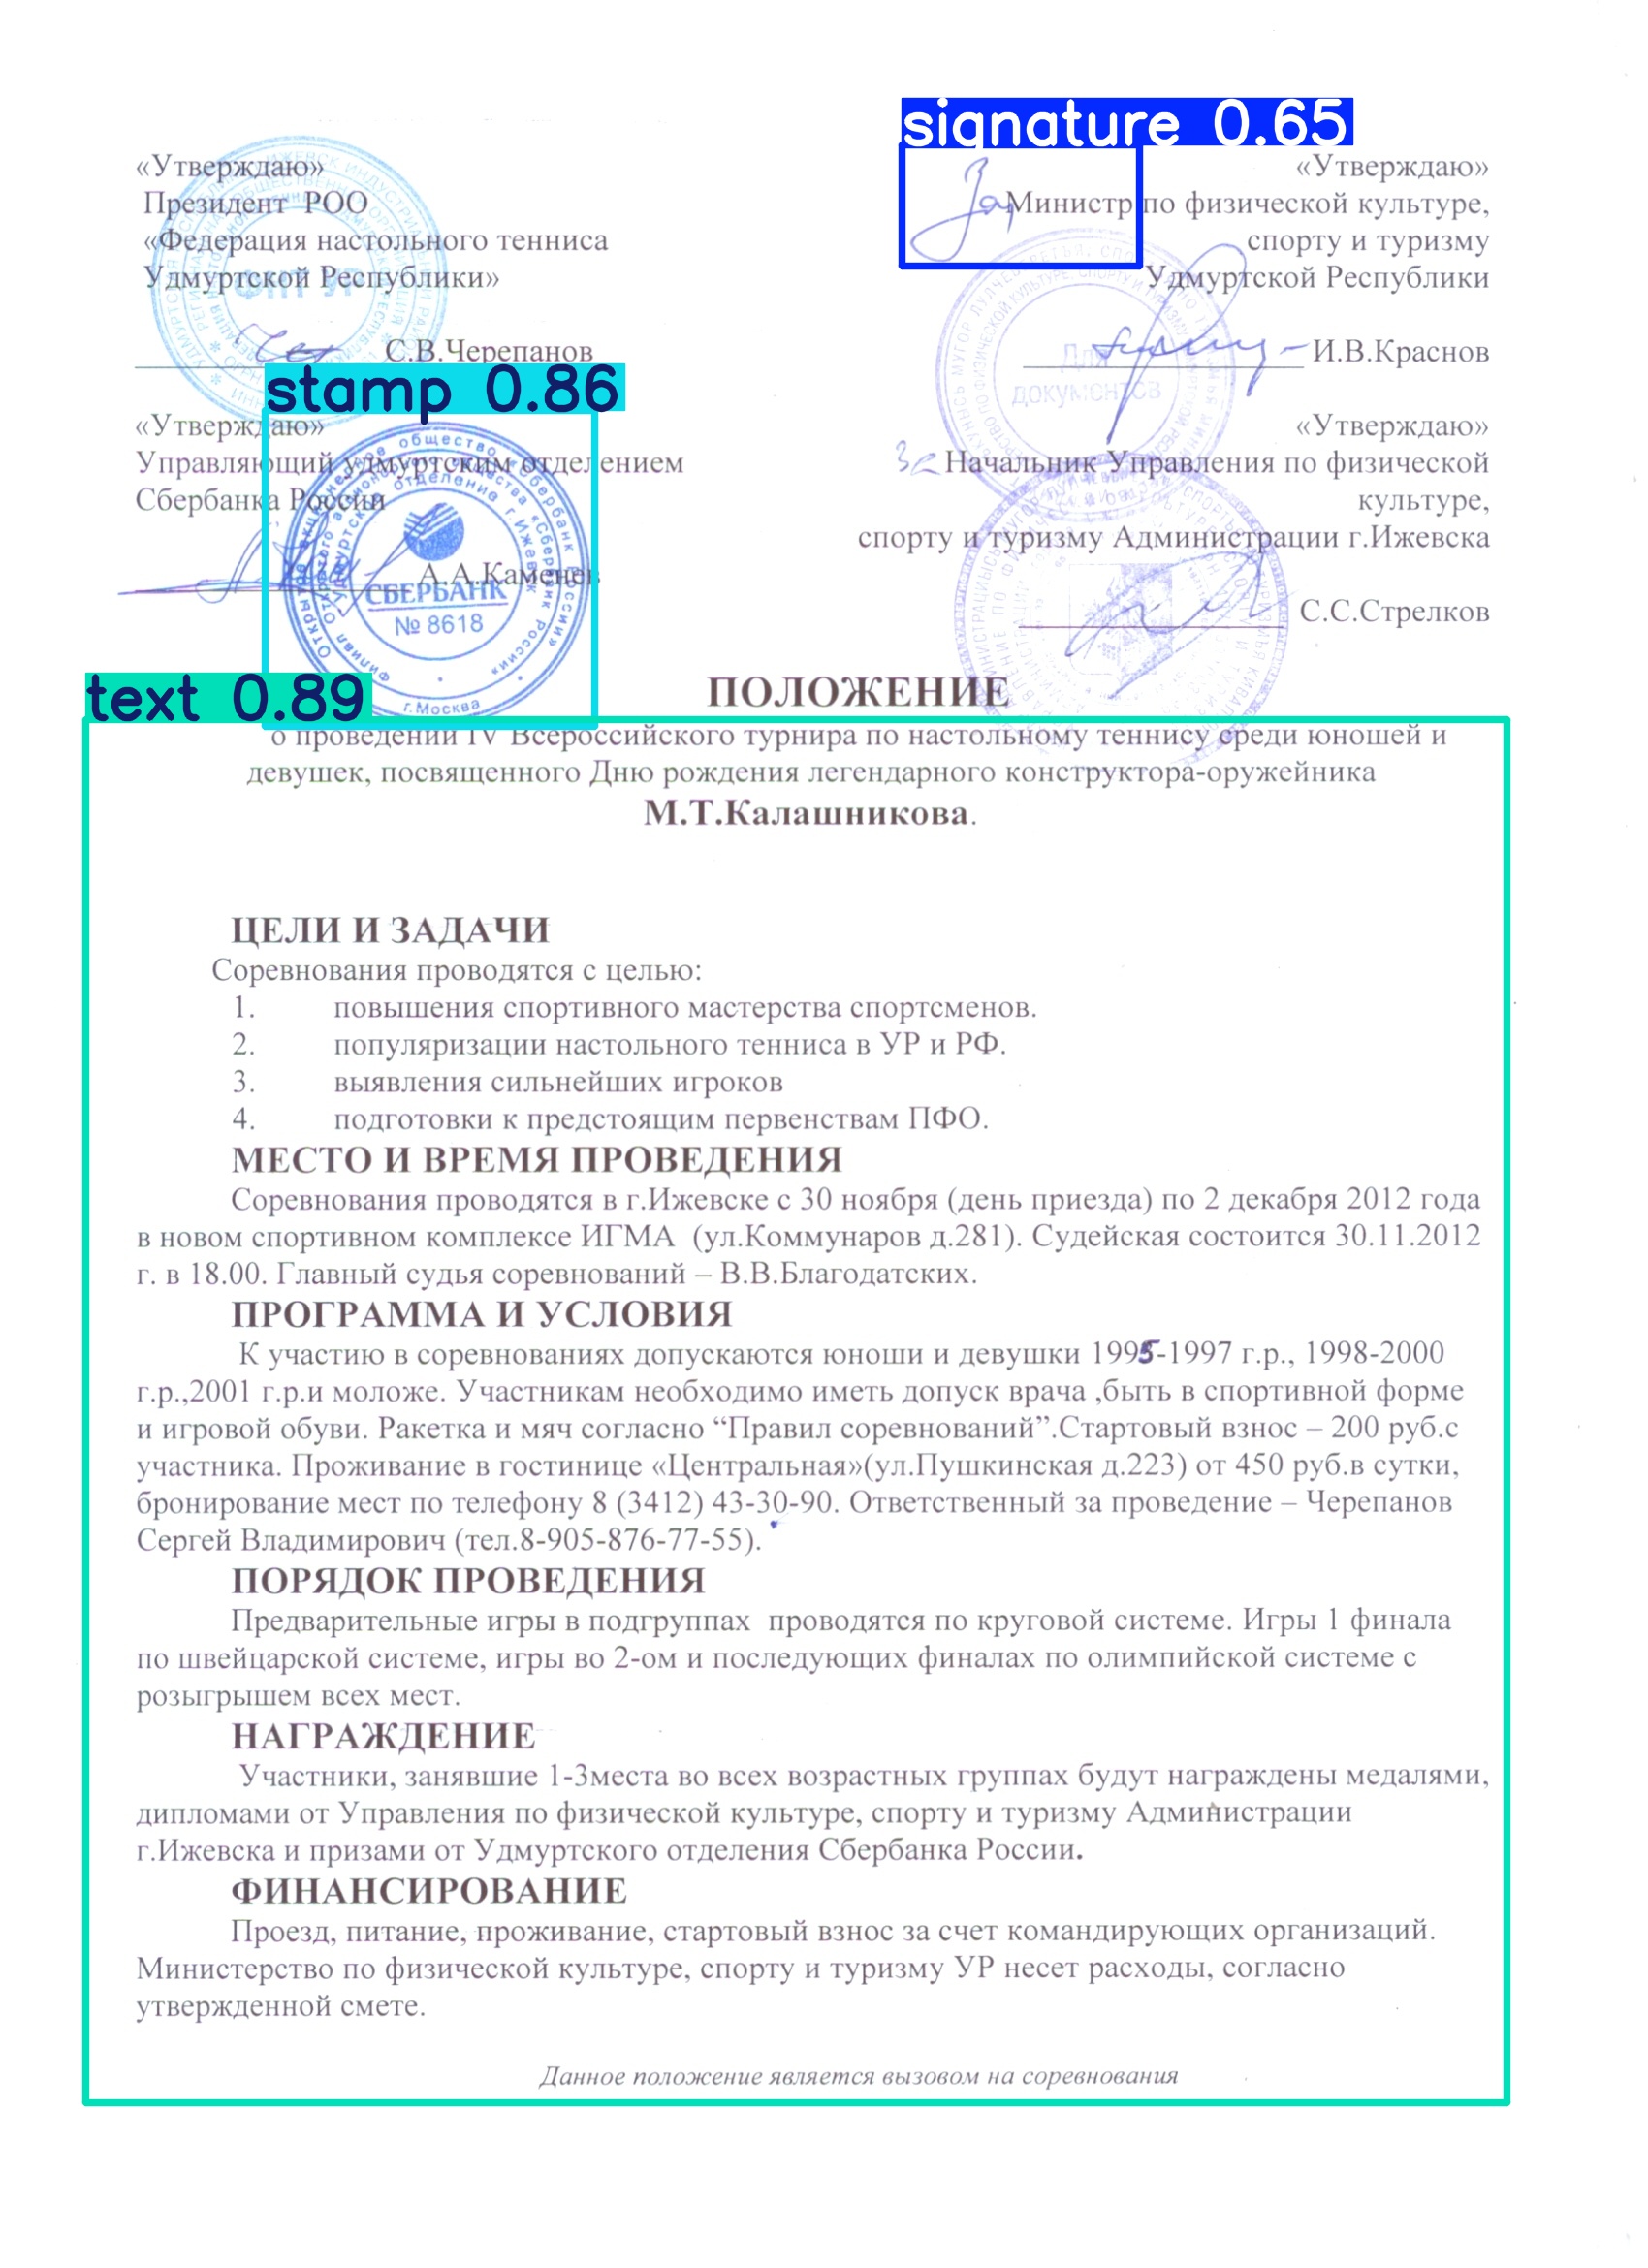 signature 0.65
«Утверждаю»
Президент РОО
«Федерация настольного тенниса
Удмуртской Республики»
С.В.Черепанов
«Утверждаю»
Министр по физической культуре,
спорту и туризму
Удмуртской Республики
И.В.Краснов
Для
документов
stamp 0.86
«Утверждаю»
Управляющий удмуртским отделением
Сбербанка России
А.А.Каменев
СБЕРБАНК
№ 8618
г.Москва
«Утверждаю»
За Начальник Управления по физической
культуре,
спорту и туризму Администрации г.Ижевска
С.С.Стрелков
text 0.89
ПОЛОЖЕНИЕ
о проведении IV Всероссийского турнира по настольному теннису среди юношей и
девушек, посвященного Дню рождения легендарного конструктора-оружейника
М.Т.Калашникова.
ЦЕЛИ И ЗАДАЧИ
Соревнования проводятся с целью:
1. повышения спортивного мастерства спортсменов.
2. популяризации настольного тенниса в УР и РФ.
3. выявления сильнейших игроков
4. подготовки к предстоящим первенствам ПФО.
МЕСТО И ВРЕМЯ ПРОВЕДЕНИЯ
Соревнования проводятся в г.Ижевске с 30 ноября (день приезда) по 2 декабря 2012 года
в новом спортивном комплексе ИГМА (ул.Коммунаров д.281). Судейская состоится 30.11.2012
г. в 18.00. Главный судья соревнований – В.В.Благодатских.
ПРОГРАММА И УСЛОВИЯ
К участию в соревнованиях допускаются юноши и девушки 1995-1997 г.р., 1998-2000
г.р.,2001 г.р.и моложе. Участникам необходимо иметь допуск врача ,быть в спортивной форме
и игровой обуви. Ракетка и мяч согласно “Правил соревнований”.Стартовый взнос – 200 руб.с
участника. Проживание в гостинице «Центральная»(ул.Пушкинская д.223) от 450 руб.в сутки,
бронирование мест по телефону 8 (3412) 43-30-90. Ответственный за проведение – Черепанов
Сергей Владимирович (тел.8-905-876-77-55).
ПОРЯДОК ПРОВЕДЕНИЯ
Предварительные игры в подгруппах проводятся по круговой системе. Игры 1 финала
по швейцарской системе, игры во 2-ом и последующих финалах по олимпийской системе с
розыгрышем всех мест.
НАГРАЖДЕНИЕ
Участники, занявшие 1-3места во всех возрастных группах будут награждены медалями,
дипломами от Управления по физической культуре, спорту и туризму Администрации
г.Ижевска и призами от Удмуртского отделения Сбербанка России.
ФИНАНСИРОВАНИЕ
Проезд, питание, проживание, стартовый взнос за счет командирующих организаций.
Министерство по физической культуре, спорту и туризму УР несет расходы, согласно
утвержденной смете.
Данное положение является вызовом на соревнования